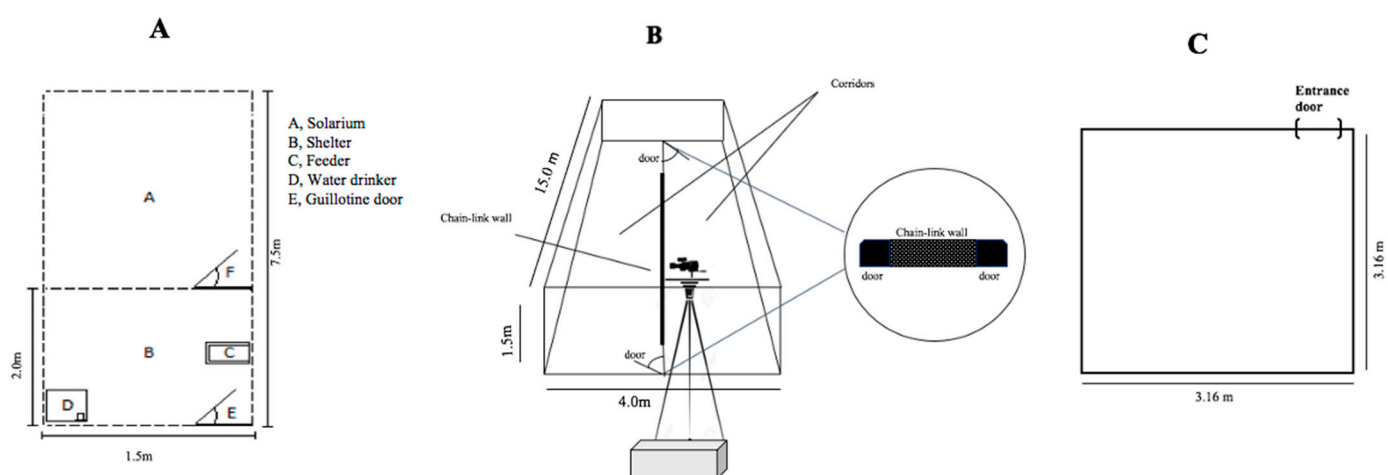 A
A, Solarium
B, Shelter
C, Feeder
D, Water drinker
E, Guillotine door
A
F
B
C
D
E
7.5m
2.0m
1.5m
B
Corridors
door
15.0 m
Chain-link wall
1.5m
door
4.0m
Chain-link wall
door
door
C
Entrance
door
3.16 m
3.16 m